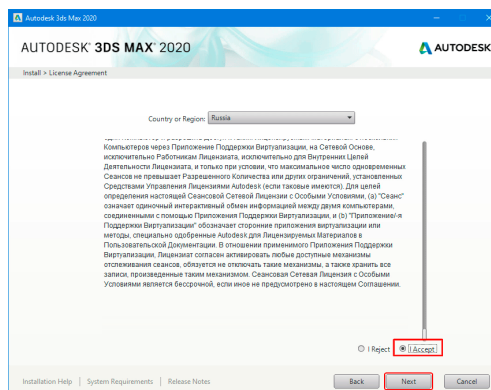 Autodesk 3ds Max 2020
AUTODESK® 3DS MAX® 2020
AUTODESK
Install > License Agreement
Country or Region: Russia
Компьютеров через Приложение Поддержки Виртуализации, на Сетевой Основе,
исключительно Работникам Лицензиата, исключительно для Внутренних Целей
Деятельности Лицензиата, и только при условии, что максимальное число одновременных
Сеансов не превышает Разрешенного Количества или других ограничений, установленных
Средствами Управления Лицензиями Autodesk (если таковые имеются). Для целей
определения настоящей Сеансовой Сетевой Лицензии с Особыми Условиями, (a) "Сеанс"
означает одиночный интерактивный обмен информацией между двумя компьютерами,
соединенными с помощью Приложения Поддержки Виртуализации, и (b) "Приложение/-я
Поддержки Виртуализации" обозначает сторонние приложения виртуализации или
методы, специально одобренные Autodesk для Лицензируемых Материалов в
Пользовательской Документации. В отношении применимого Приложения Поддержки
Виртуализации, Лицензиат согласен активировать любые доступные механизмы
отслеживания сеансов, обязуется не отключать такие механизмы, а также хранить все
записи, произведенные таким механизмом. Сеансовая Сетевая Лицензия с Особыми
Условиями является бессрочной, если иное не предусмотрено в настоящем Соглашении.
I Reject I Accept
Installation Help | System Requirements | Release Notes Back Next Cancel